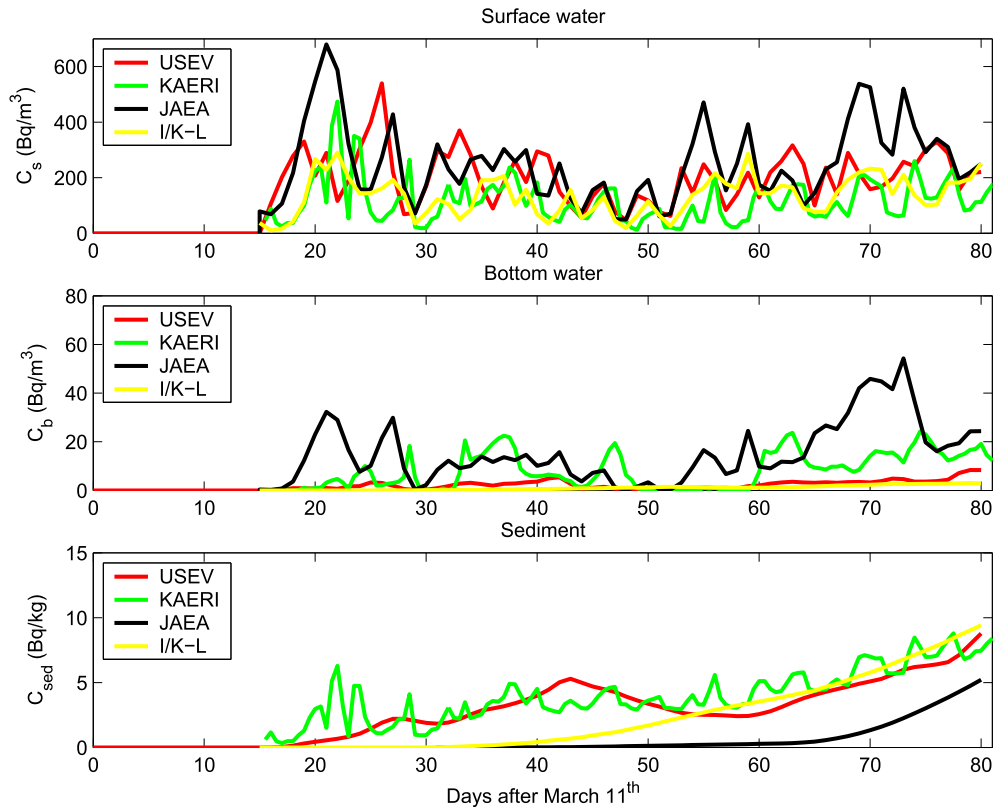 Surface water
C_s (Bq/m^3)
600
400
200
0
USEV
KAERI
JAEA
I/K−L
0 10 20 30 40 50 60 70 80
Bottom water
C_b (Bq/m^3)
80
60
40
20
0
USEV
KAERI
JAEA
I/K−L
0 10 20 30 40 50 60 70 80
Sediment
C_sed (Bq/kg)
15
10
5
0
USEV
KAERI
JAEA
I/K−L
0 10 20 30 40 50 60 70 80
Days after March 11^th